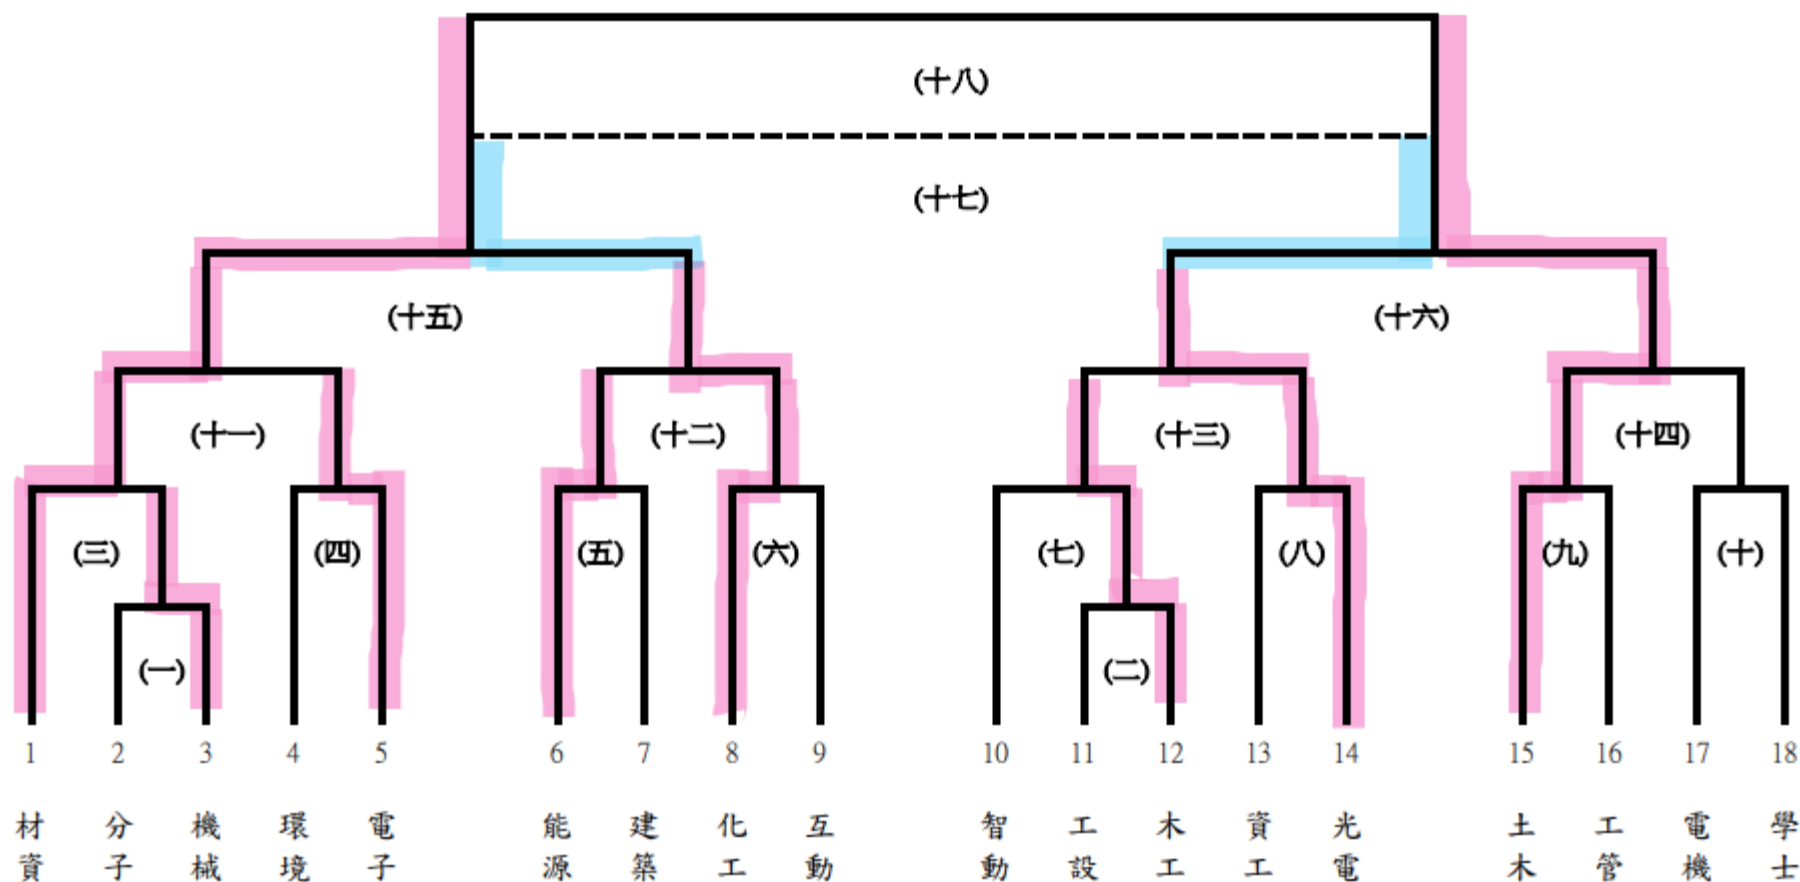 (十八)
(十七)
(十五) (十六)
(十一) (十二) (十三) (十四)
(三) (四) (五) (六) (七) (八) (九) (十)
(一) (二)
1 2 3 4 5 6 7 8 9 10 11 12 13 14 15 16 17 18
材資 分子 機械 環境 電子 能源 建築 化工 互動 智動 工設 木工 資工 光電 土木 工管 電機 學士